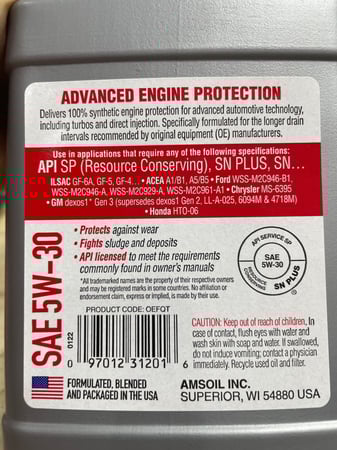 ADVANCED ENGINE PROTECTION
Delivers 100% synthetic engine protection for advanced automotive technology,
including turbos and direct injection. Specifically formulated for the longer drain
intervals recommended by original equipment (OE) manufacturers.
Use in applications that require any of the following specifications:
API SP (Resource Conserving), SN PLUS, SN…
ILSAC GF-6A, GF-5, GF-4… • ACEA A1/B1, A5/B5 • Ford WSS-M2C946-B1,
WSS-M2C946-A, WSS-M2C929-A, WSS-M2C961-A1 • Chrysler MS-6395
• GM dexos1® Gen 3 (supersedes dexos1 Gen 2, LL-A-025, 6094M & 4718M)
• Honda HTO-06
SAE 5W-30
• Protects against wear
• Fights sludge and deposits
• API licensed to meet the requirements
commonly found in owner's manuals
*All trademarked names are the property of their respective owners
and may be registered marks in some countries. No affiliation or
endorsement claim, express or implied, is made by their use.
API SERVICE SP
SAE
5W-30
RESOURCE
CONSERVING
SN PLUS
PRODUCT CODE: OEFQT
0122
0 97012 31201 6
CAUTION: Keep out of reach of children. In
case of contact, flush eyes with water and
wash skin with soap and water. If swallowed,
do not induce vomiting; contact a physician
immediately. Recycle used oil and filter.
FORMULATED, BLENDED
AND PACKAGED IN THE USA
AMSOIL INC.
SUPERIOR, WI 54880 USA